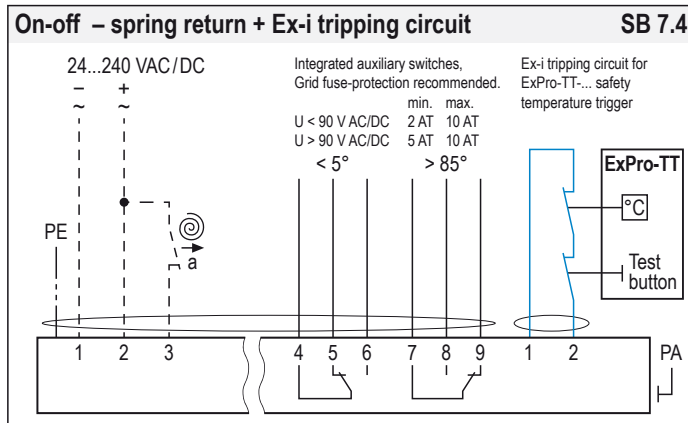 On-off – spring return + Ex-i tripping circuit SB 7.4
24...240 VAC/DC
– +
~ ~
Integrated auxiliary switches,
Grid fuse-protection recommended.
min. max.
U < 90 V AC/DC 2 AT 10 AT
U > 90 V AC/DC 5 AT 10 AT
< 5° > 85°
Ex-i tripping circuit for
ExPro-TT-... safety
temperature trigger
ExPro-TT
°C
Test
button
PE
a
1 2 3 4 5 6 7 8 9 1 2 PA